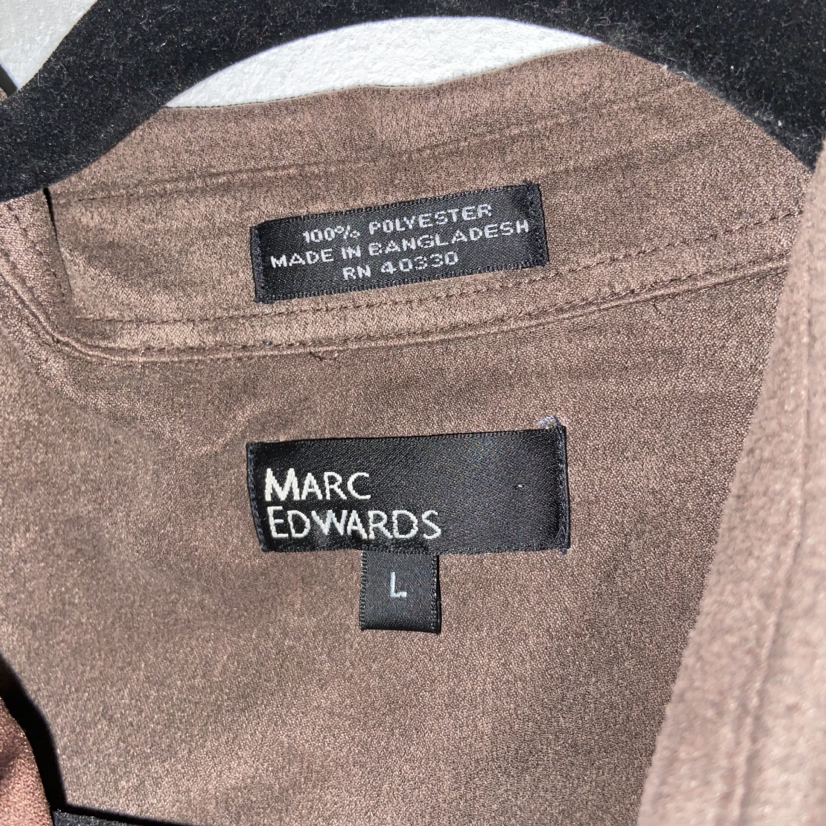 100% POLYESTER
MADE IN BANGLADESH
RN 40330
MARC
EDWARDS
L